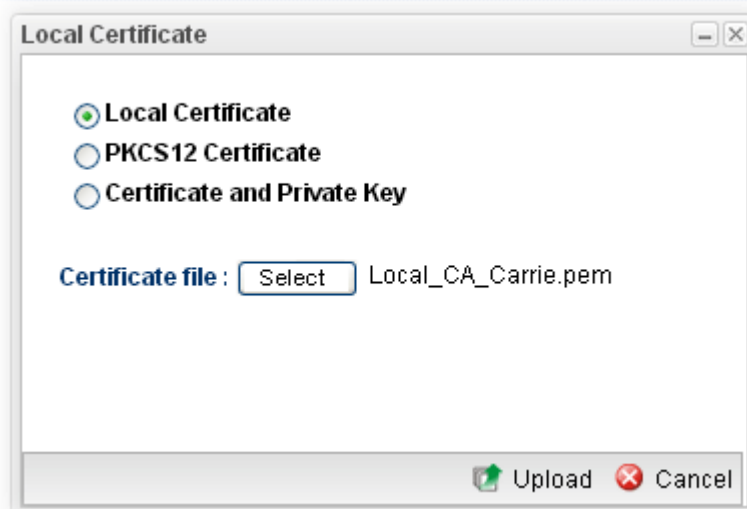 Local Certificate
Local Certificate
PKCS12 Certificate
Certificate and Private Key
Certificate file : Select Local_CA_Carrie.pem
Upload Cancel